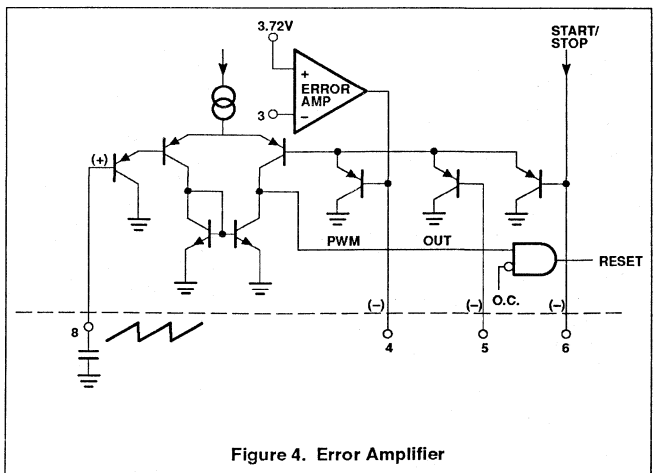 3.72V
START/
STOP
+
ERROR
AMP
3
−
(+)
PWM
OUT
RESET
O.C.
(−)
(−)
(−)
8
4
5
6
Figure 4. Error Amplifier